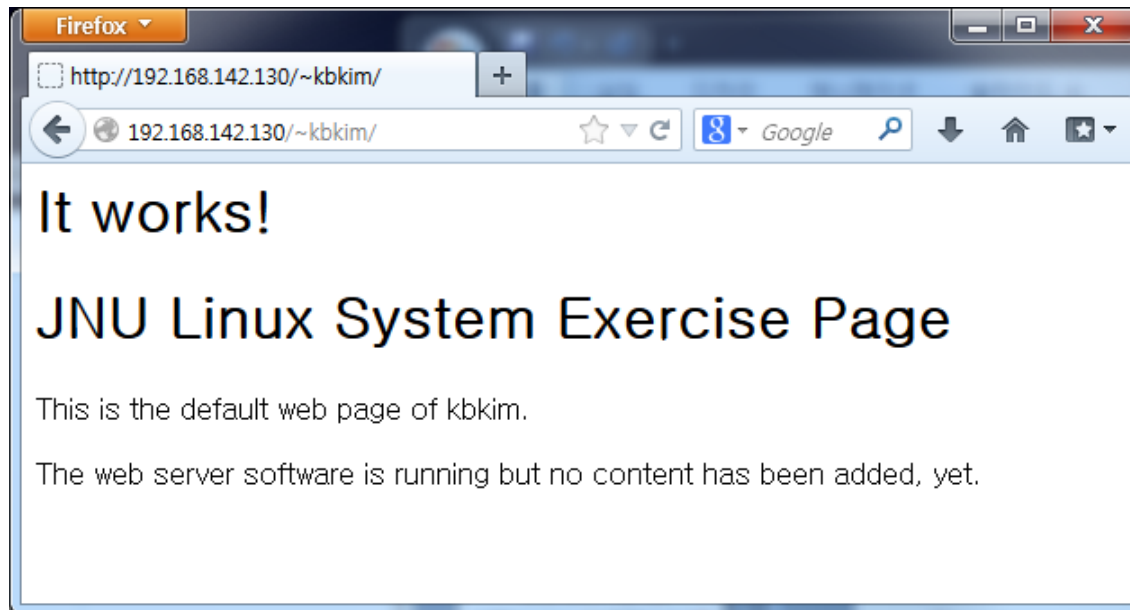 Firefox
http://192.168.142.130/~kbkim/
192.168.142.130/~kbkim/
8 Google
It works!
JNU Linux System Exercise Page
This is the default web page of kbkim.
The web server software is running but no content has been added, yet.